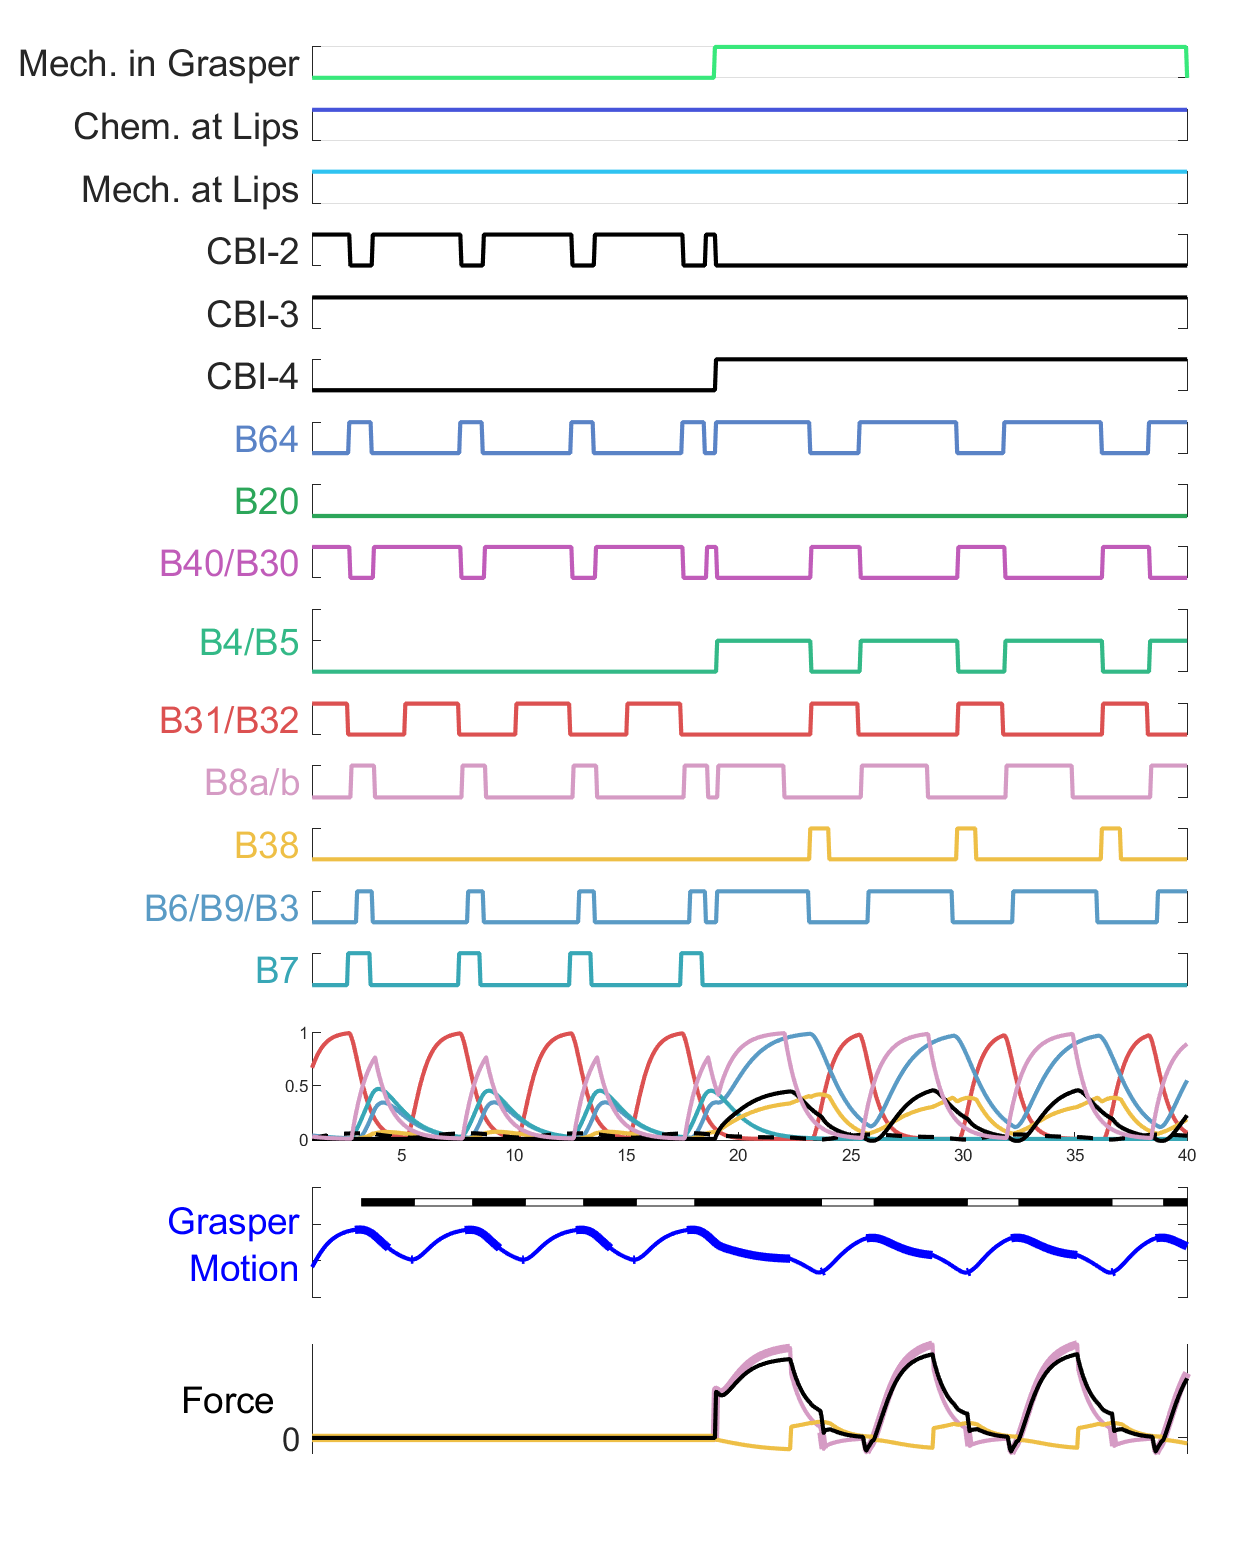 Mech. in Grasper
Chem. at Lips
Mech. at Lips
CBI-2
CBI-3
CBI-4
B64
B20
B40/B30
B4/B5
B31/B32
B8a/b
B38
B6/B9/B3
B7
1
0.5
0
5 10 15 20 25 30 35 40
Grasper
Motion
Force
0